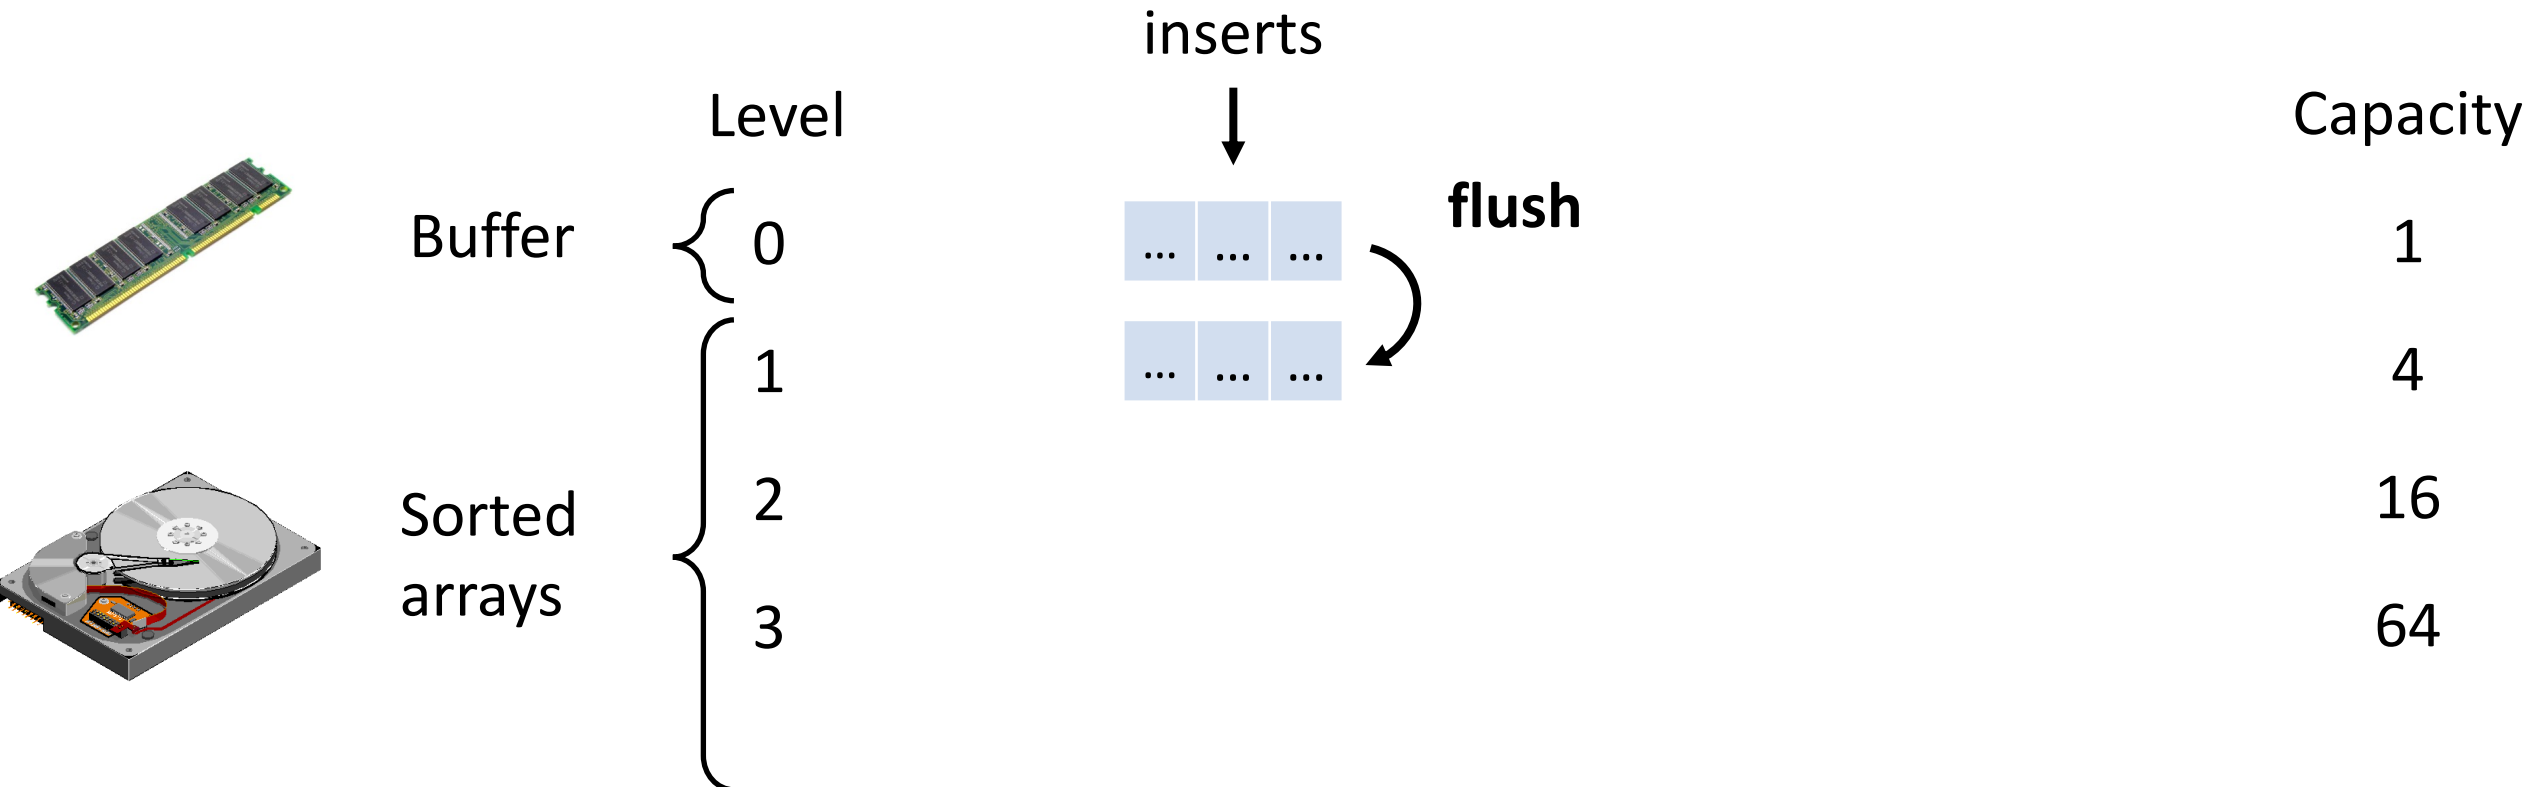 inserts
Level
Capacity
Buffer
0
... ... ...
flush
1
1
... ... ...
4
Sorted
arrays
2
16
3
64